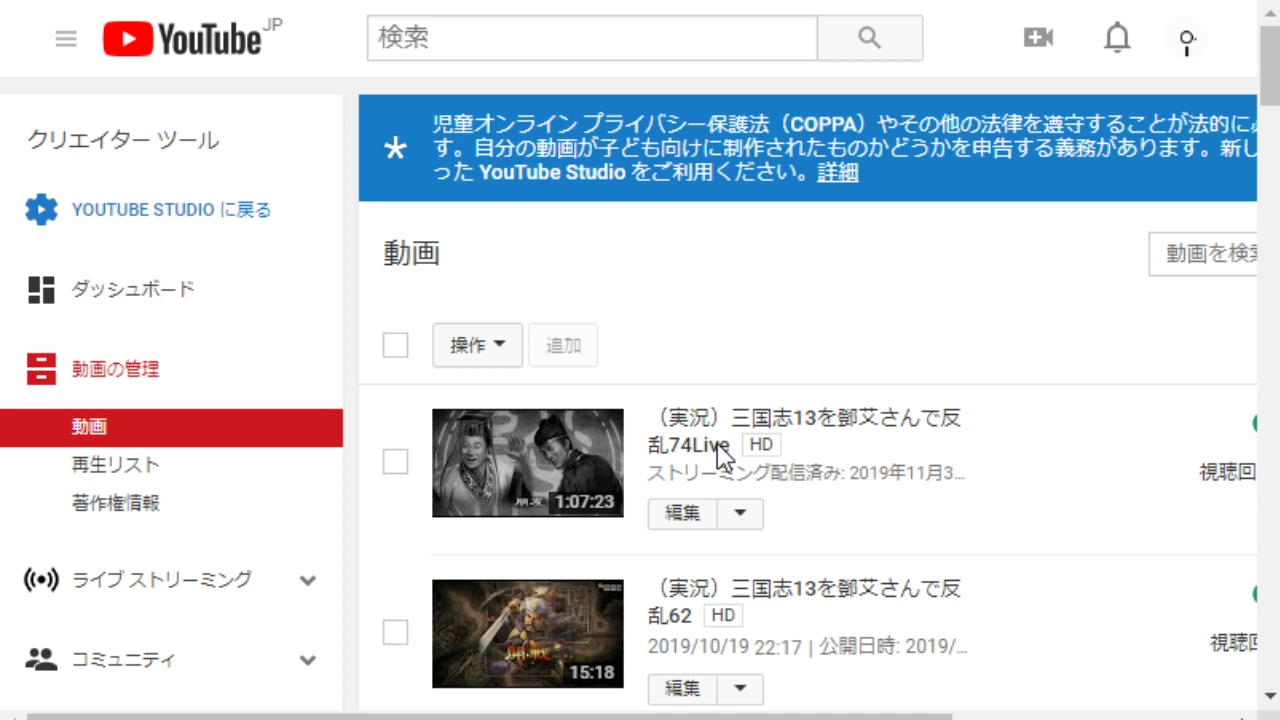 YouTube JP
検索
クリエイター ツール
YOUTUBE STUDIO に戻る
ダッシュボード
動画の管理
動画
再生リスト
著作権情報
ライブ ストリーミング
コミュニティ
児童オンライン プライバシー保護法（COPPA）やその他の法律を遵守することが法的に
す。自分の動画が子ども向けに制作されたものかどうかを申告する義務があります。新し
った YouTube Studio をご利用ください。詳細
動画
動画を検
操作
追加
（実況）三国志13を鄧艾さんで反
乱74Live HD
ストリーミング配信済み: 2019年11月3...
視聴回
編集
1:07:23
（実況）三国志13を鄧艾さんで反
乱62 HD
2019/10/19 22:17 | 公開日時: 2019/...
視聴
編集
15:18